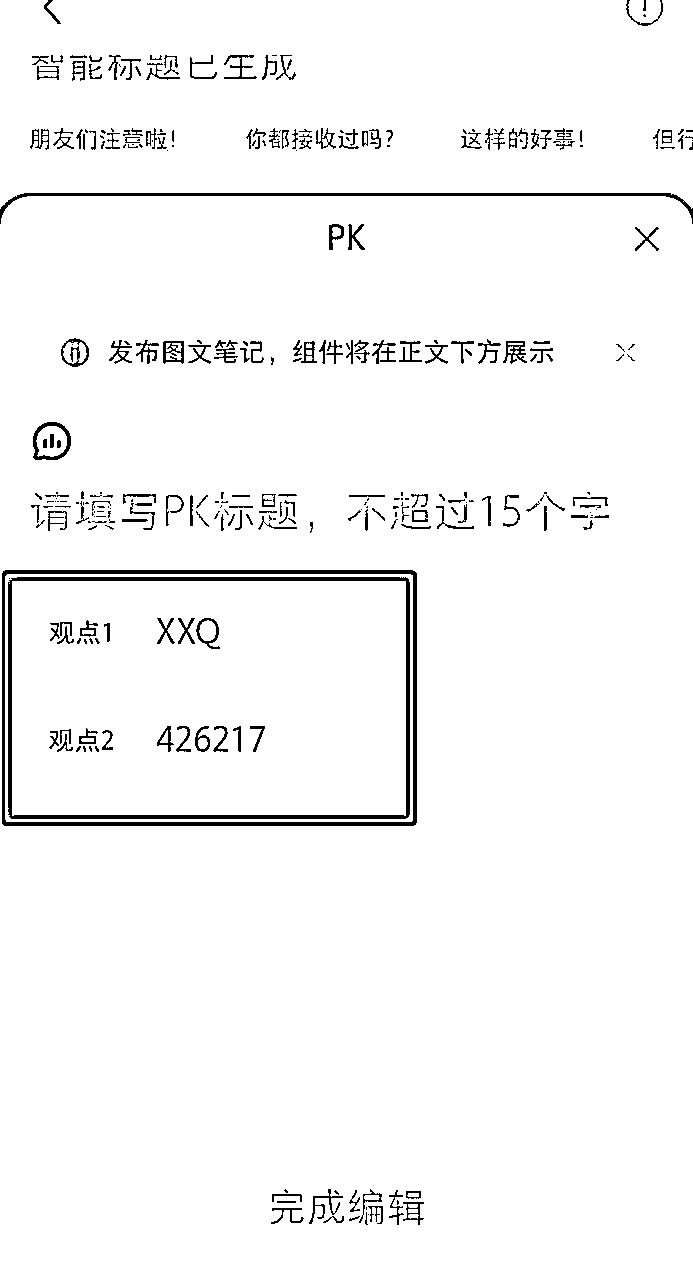 智能标题已生成
朋友们注意啦！ 你都接收过吗？ 这样的好事！ 但行
PK
发布图文笔记，组件将在正文下方展示
请填写PK标题，不超过15个字
观点1 XXQ
观点2 426217
完成编辑